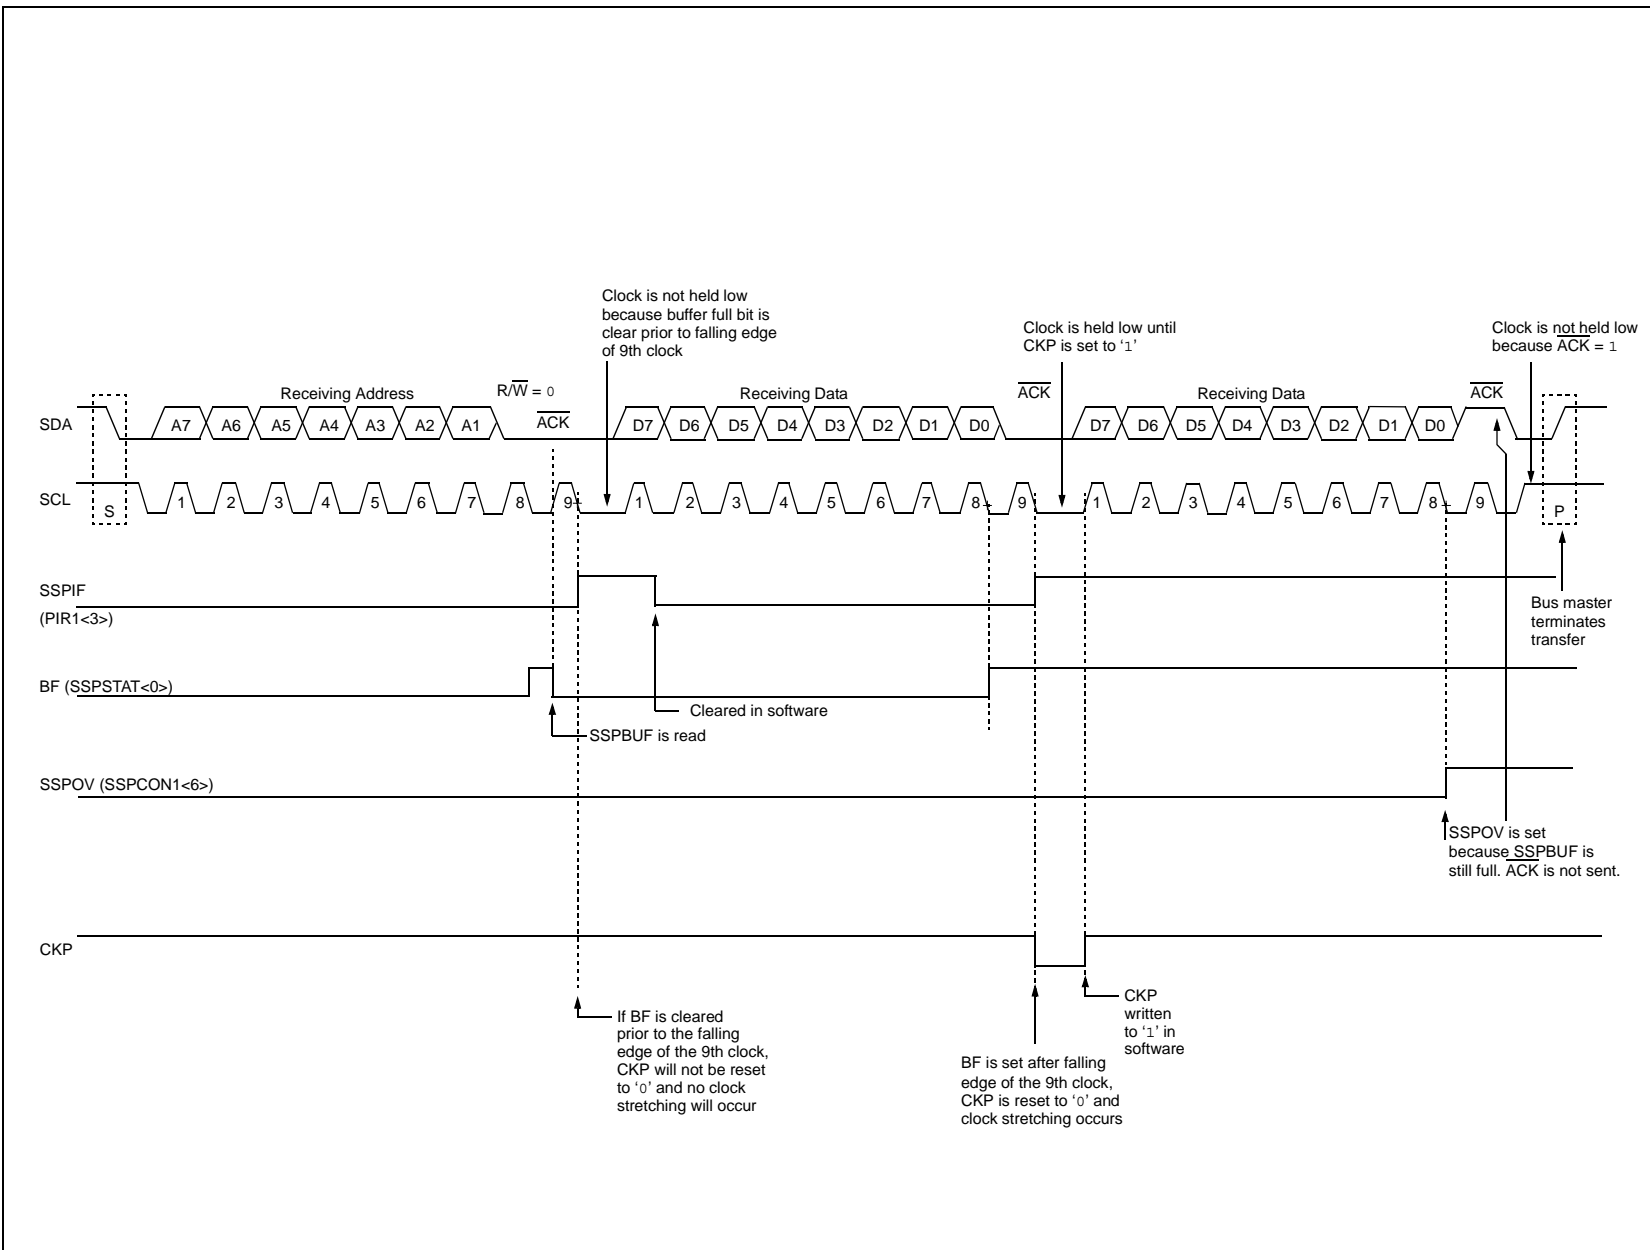 Clock is not held low
because buffer full bit is
clear prior to falling edge
of 9th clock
Clock is held low until
CKP is set to ‘1’
Clock is not held low
because A̅C̅K̅ = 1
Receiving Address
R/W̅ = 0
A̅C̅K̅
Receiving Data
A̅C̅K̅
Receiving Data
A̅C̅K̅
SDA
A7 A6 A5 A4 A3 A2 A1
D7 D6 D5 D4 D3 D2 D1 D0
D7 D6 D5 D4 D3 D2 D1 D0
SCL
S
1 2 3 4 5 6 7 8 9
1 2 3 4 5 6 7 8 9
1 2 3 4 5 6 7 8 9
P
SSPIF
(PIR1<3>)
Bus master
terminates
transfer
BF (SSPSTAT<0>)
Cleared in software
SSPBUF is read
SSPOV (SSPCON1<6>)
SSPOV is set
because SSPBUF is
still full. A̅C̅K̅ is not sent.
CKP
If BF is cleared
prior to the falling
edge of the 9th clock,
CKP will not be reset
to ‘0’ and no clock
stretching will occur
CKP
written
to ‘1’ in
software
BF is set after falling
edge of the 9th clock,
CKP is reset to ‘0’ and
clock stretching occurs